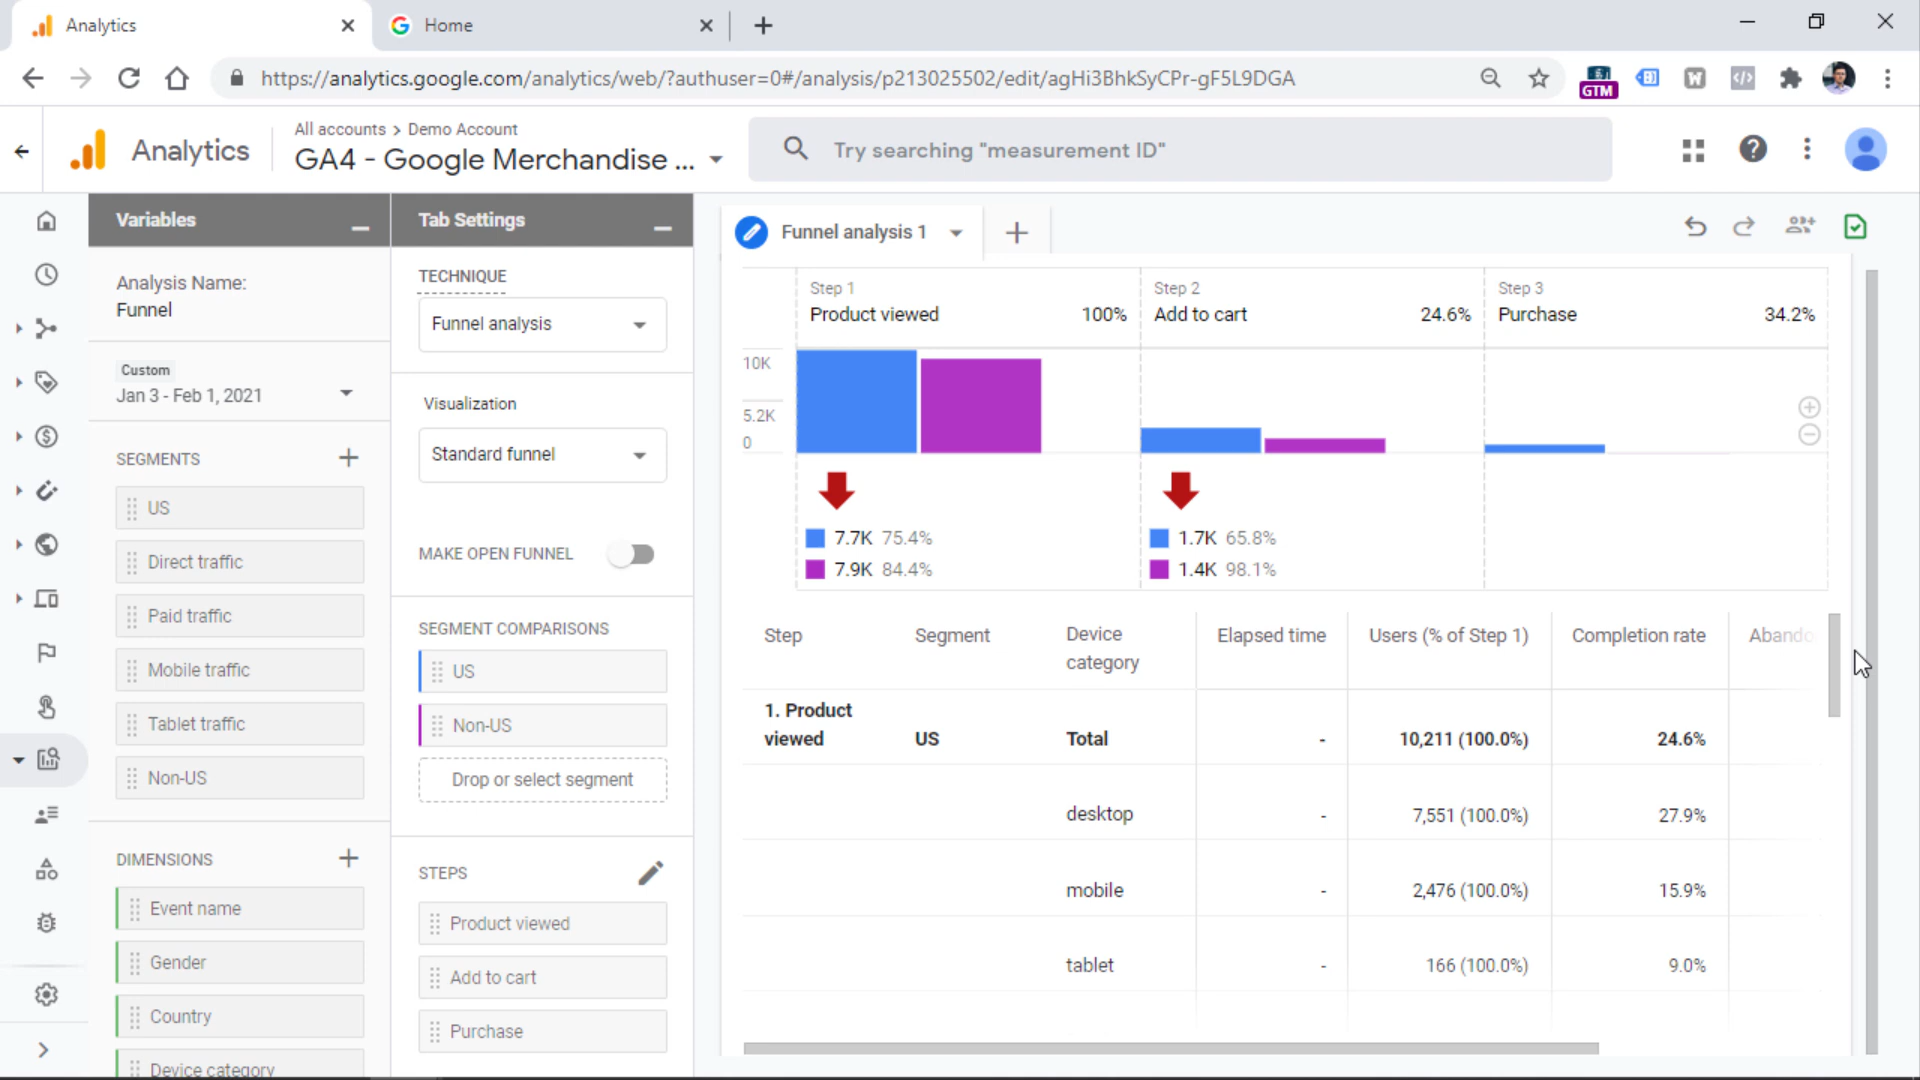 Analytics
Home
https://analytics.google.com/analytics/web/?authuser=0#/analysis/p213025502/edit/agHi3BhkSyCPr-gF5L9DGA
GTM
W
Analytics
All accounts > Demo Account
GA4 - Google Merchandise ...
Try searching "measurement ID"
Variables
Analysis Name:
Funnel
Custom
Jan 3 - Feb 1, 2021
SEGMENTS
US
Direct traffic
Paid traffic
Mobile traffic
Tablet traffic
Non-US
DIMENSIONS
Event name
Gender
Country
Device category
Tab Settings
TECHNIQUE
Funnel analysis
Visualization
Standard funnel
MAKE OPEN FUNNEL
SEGMENT COMPARISONS
US
Non-US
Drop or select segment
STEPS
Product viewed
Add to cart
Purchase
Funnel analysis 1
Step 1
Product viewed 100%
Step 2
Add to cart 24.6%
Step 3
Purchase 34.2%
10K
5.2K
0
7.7K 75.4%
7.9K 84.4%
1.7K 65.8%
1.4K 98.1%
Step Segment Device category Elapsed time Users (% of Step 1) Completion rate Abando
1. Product viewed US Total - 10,211 (100.0%) 24.6%
desktop - 7,551 (100.0%) 27.9%
mobile - 2,476 (100.0%) 15.9%
tablet - 166 (100.0%) 9.0%